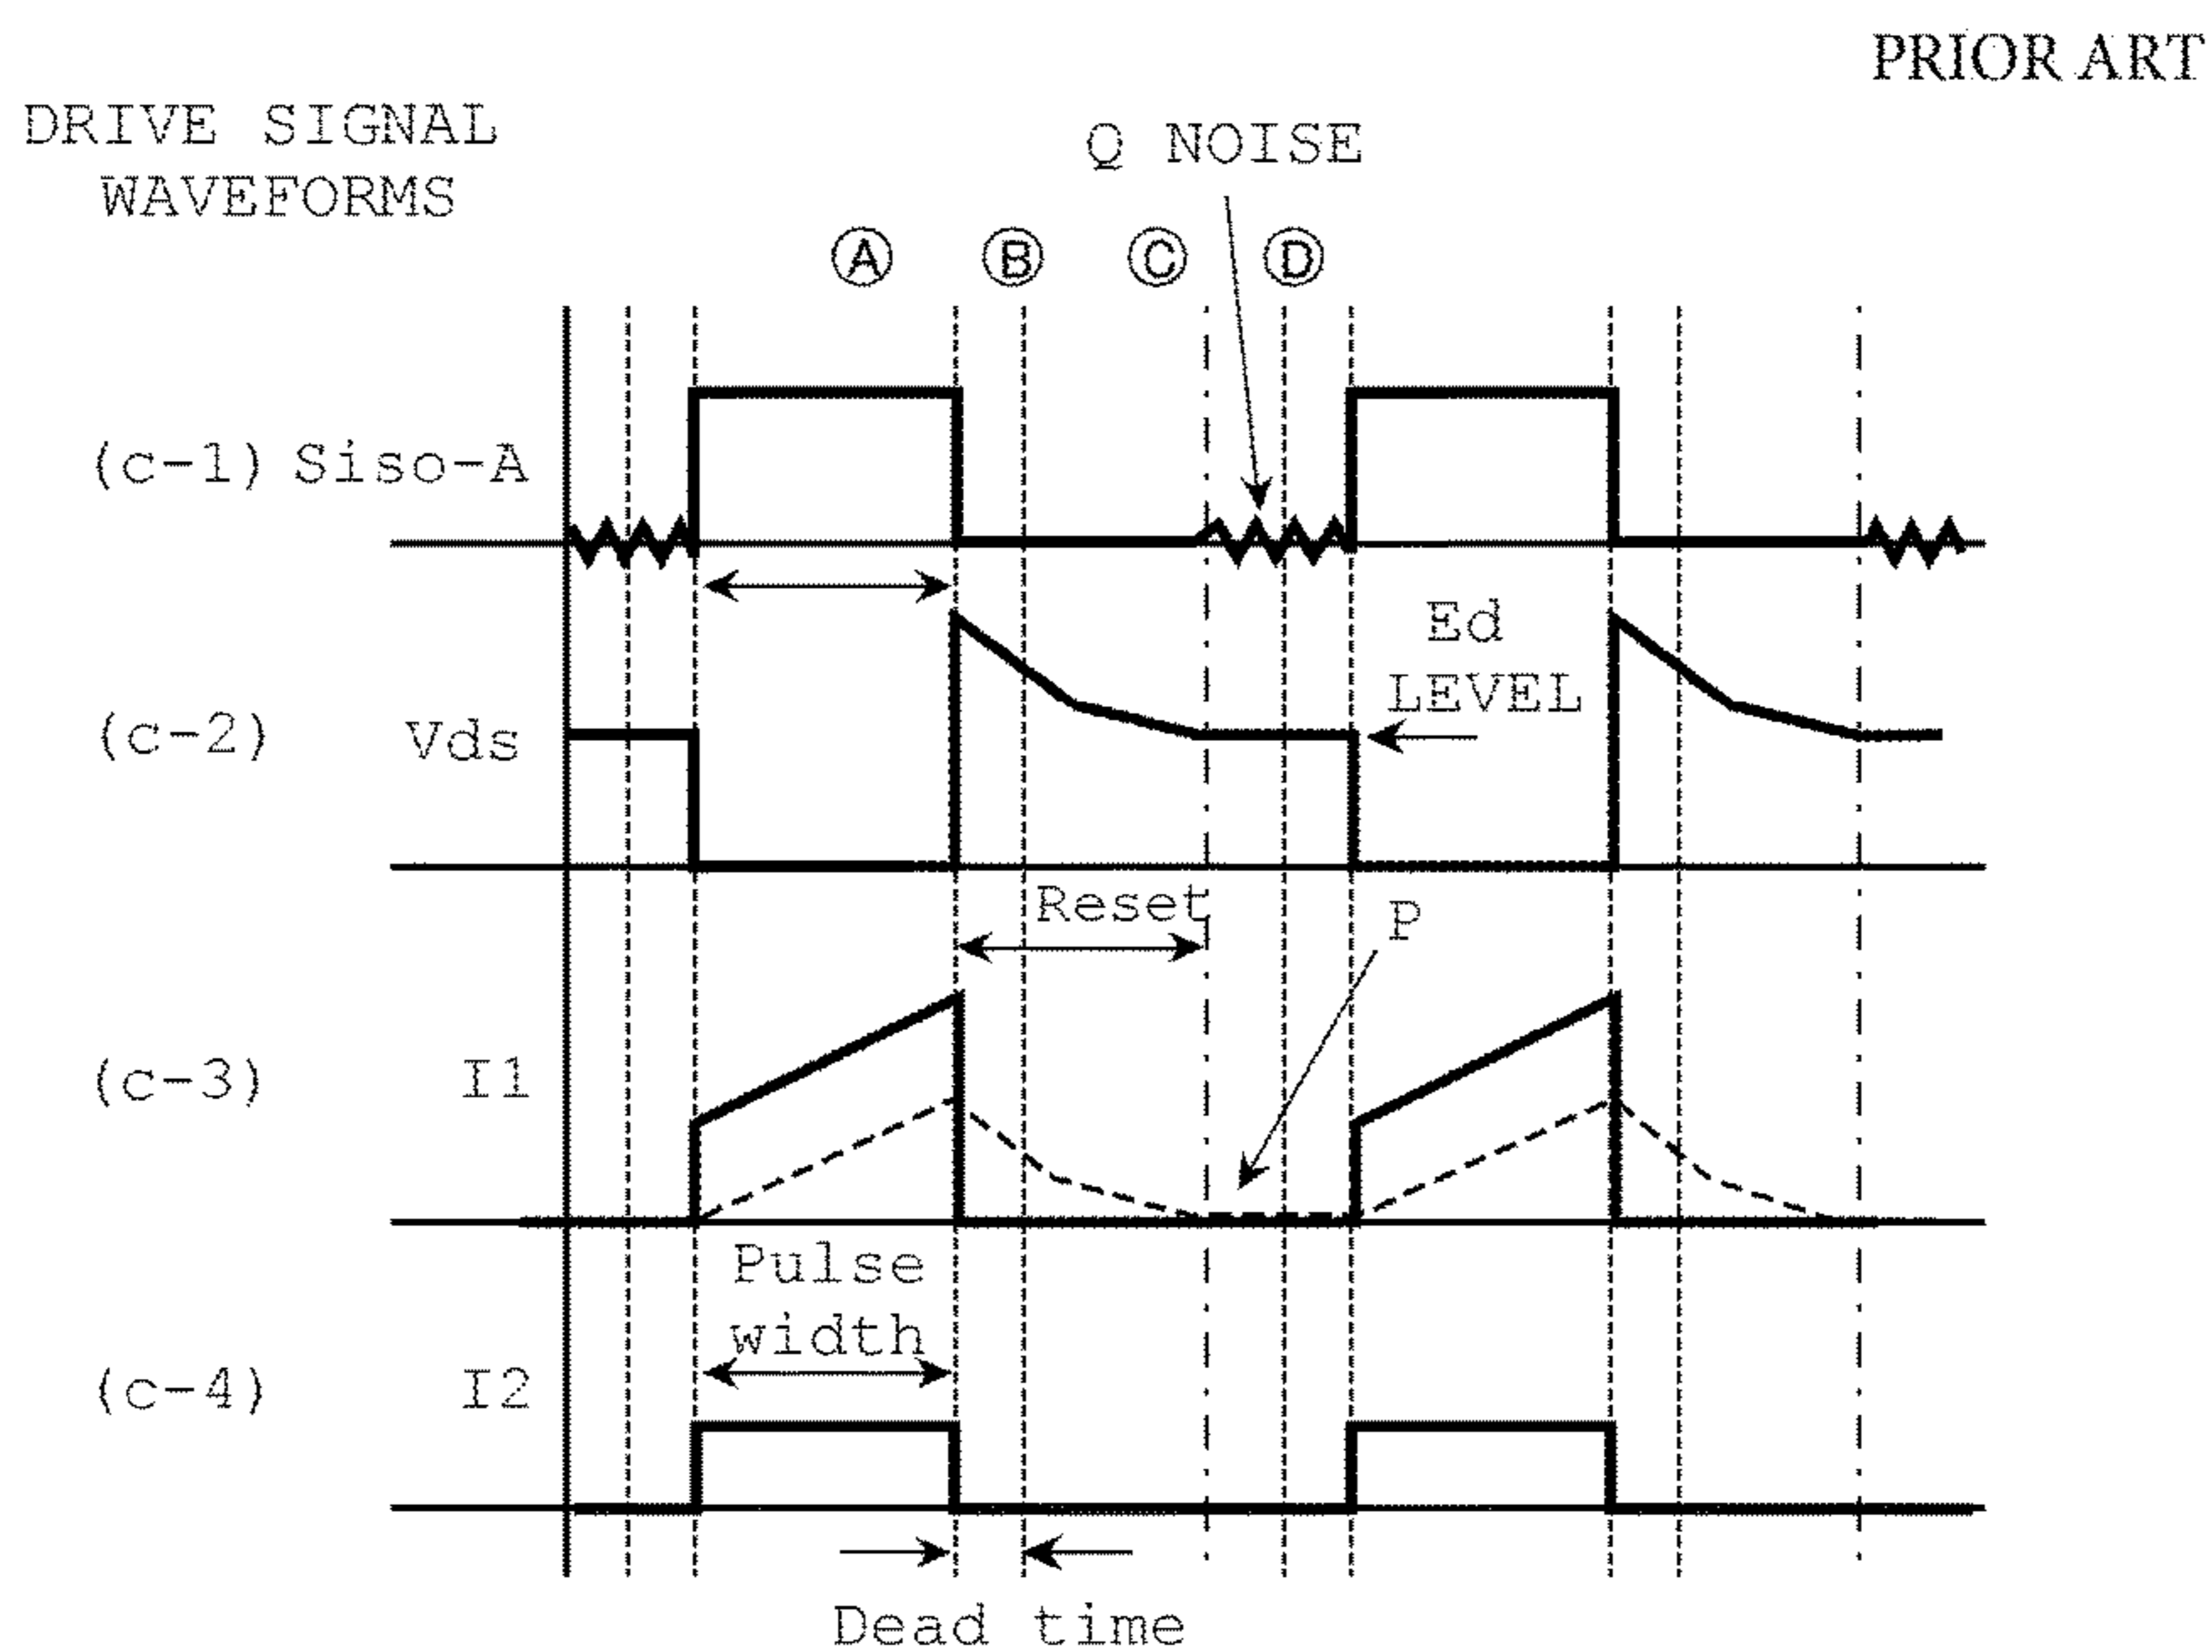 PRIOR ART
DRIVE SIGNAL
WAVEFORMS
Q NOISE
Ⓐ Ⓑ Ⓒ Ⓓ
(c-1) Siso-A
Ed
LEVEL
(c-2) Vds
Reset
P
(c-3) I1
Pulse
width
(c-4) I2
Dead time